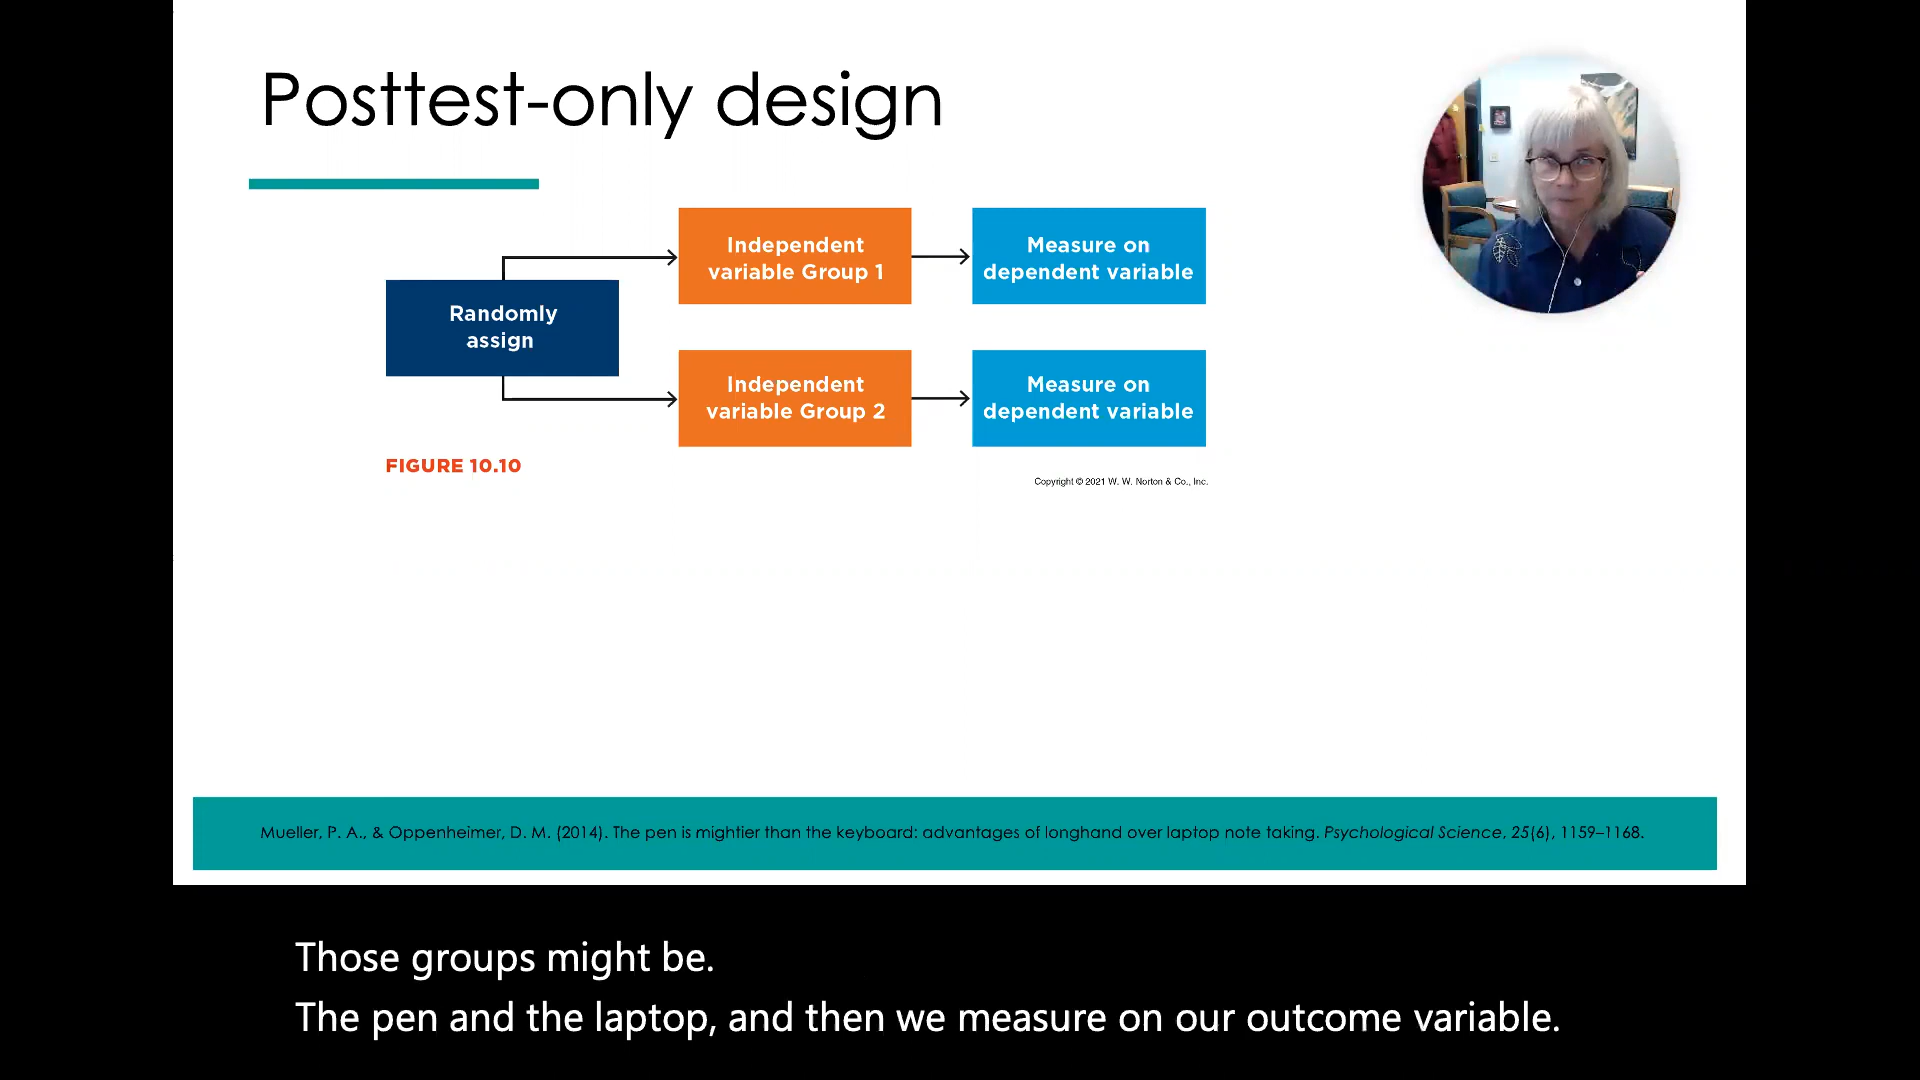 Posttest-only design
Randomly
assign
Independent
variable Group 1
Measure on
dependent variable
Independent
variable Group 2
Measure on
dependent variable
FIGURE 10.10
Copyright © 2021 W. W. Norton & Co., Inc.
Mueller, P. A., & Oppenheimer, D. M. (2014). The pen is mightier than the keyboard: advantages of longhand over laptop note taking. Psychological Science, 25(6), 1159–1168.
Those groups might be.
The pen and the laptop, and then we measure on our outcome variable.